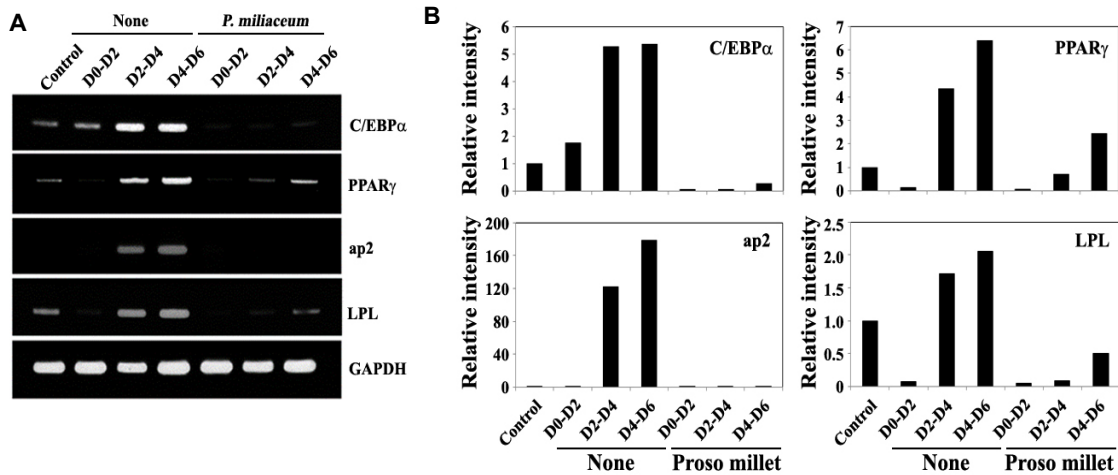 A
None
P. miliaceum
Control
D0-D2
D2-D4
D4-D6
D0-D2
D2-D4
D4-D6
C/EBPα
PPARγ
ap2
LPL
GAPDH
B
Relative intensity
6
5
4
3
2
1
0
C/EBPα
Relative intensity
7
6
5
4
3
2
1
0
PPARγ
Relative intensity
200
160
120
80
40
0
ap2
Relative intensity
2.5
2.0
1.5
1.0
0.5
0
LPL
Control
D0-D2
D2-D4
D4-D6
D0-D2
D2-D4
D4-D6
None
Proso millet
Control
D0-D2
D2-D4
D4-D6
D0-D2
D2-D4
D4-D6
None
Proso millet